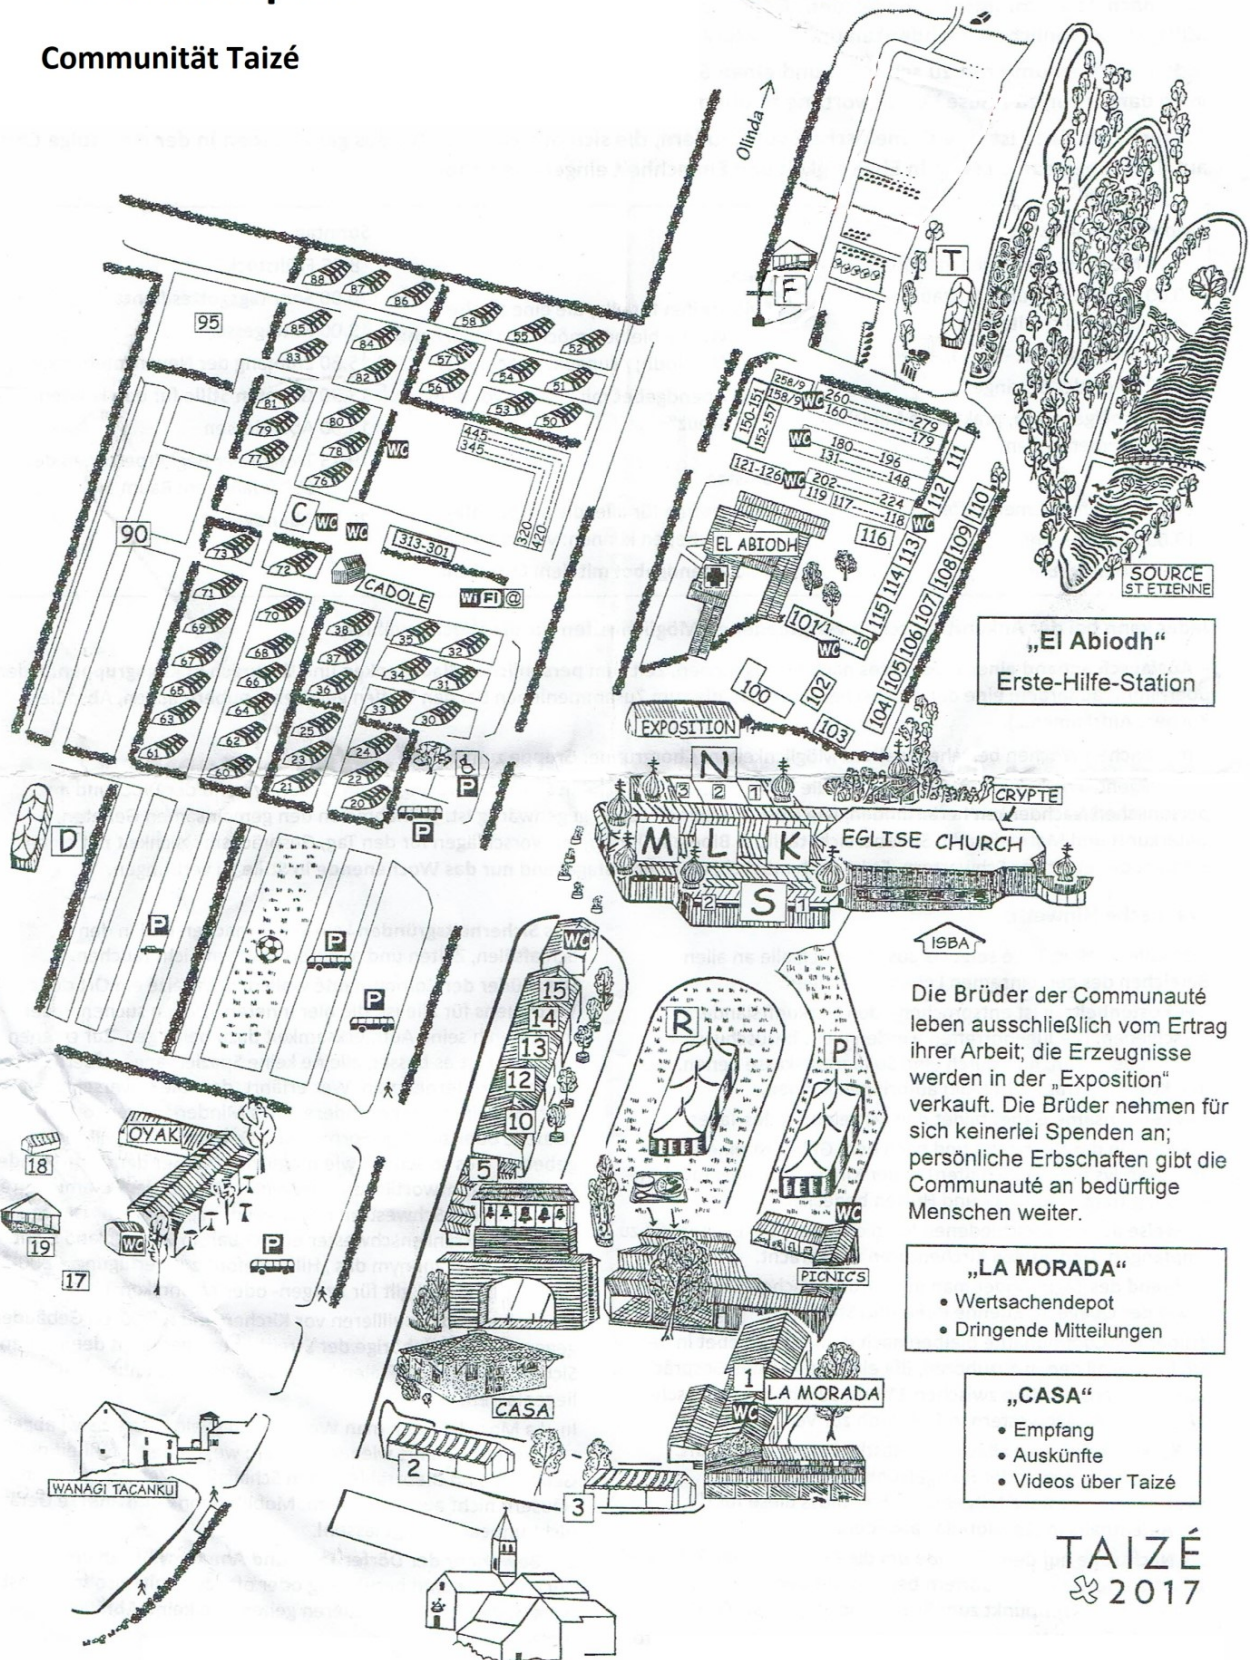 Communität Taizé
Olinda
95
88
87
86
85
84
83
82
58
55
52
57
54
51
56
53
50
81
80
79
78
77
76
WC
445
345
320
420
90
C
WC
WC
313-301
73
72
CADOLE
WiFi @
71
70
69
68
67
66
65
64
63
62
61
60
38
35
32
37
34
31
36
33
30
25
24
23
22
21
20
P
P
D
P
P
P
F
T
258/9
158/9
WC
260 279
160 179
150-151
152-157
WC
180 196
131 148
121-126
WC
202 224
119 117 118
WC
111
112
110
EL ABIODH
116
113
109
114
108
115
107
101/1 10
WC
106
105
104
100
102
103
SOURCE
ST ETIENNE
„El Abiodh“
Erste-Hilfe-Station
EXPOSITION
N
3 2 1
CRYPTE
M L K
EGLISE CHURCH
2 S 1
ISBA
WC
15
14
13
12
10
5
R
P
WC
PICNIC'S
Die Brüder der Communauté
leben ausschließlich vom Ertrag
ihrer Arbeit; die Erzeugnisse
werden in der „Exposition“
verkauft. Die Brüder nehmen für
sich keinerlei Spenden an;
persönliche Erbschaften gibt die
Communauté an bedürftige
Menschen weiter.
OYAK
18
19
WC
17
P
„LA MORADA“
• Wertsachendepot
• Dringende Mitteilungen
1
LA MORADA
WC
CASA
2
3
„CASA“
• Empfang
• Auskünfte
• Videos über Taizé
WANAGI TACANKU
TAIZÉ
2017